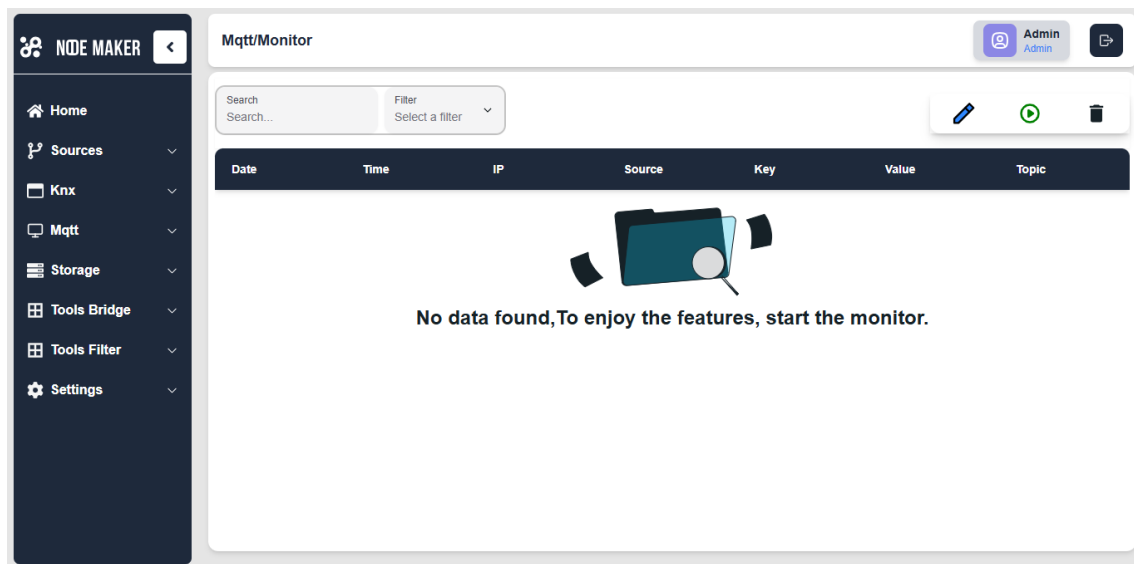 NODE MAKER
Home
Sources
Knx
Mqtt
Storage
Tools Bridge
Tools Filter
Settings
Mqtt/Monitor
Admin
Admin
Search
Search...
Filter
Select a filter
Date Time IP Source Key Value Topic
No data found,To enjoy the features, start the monitor.